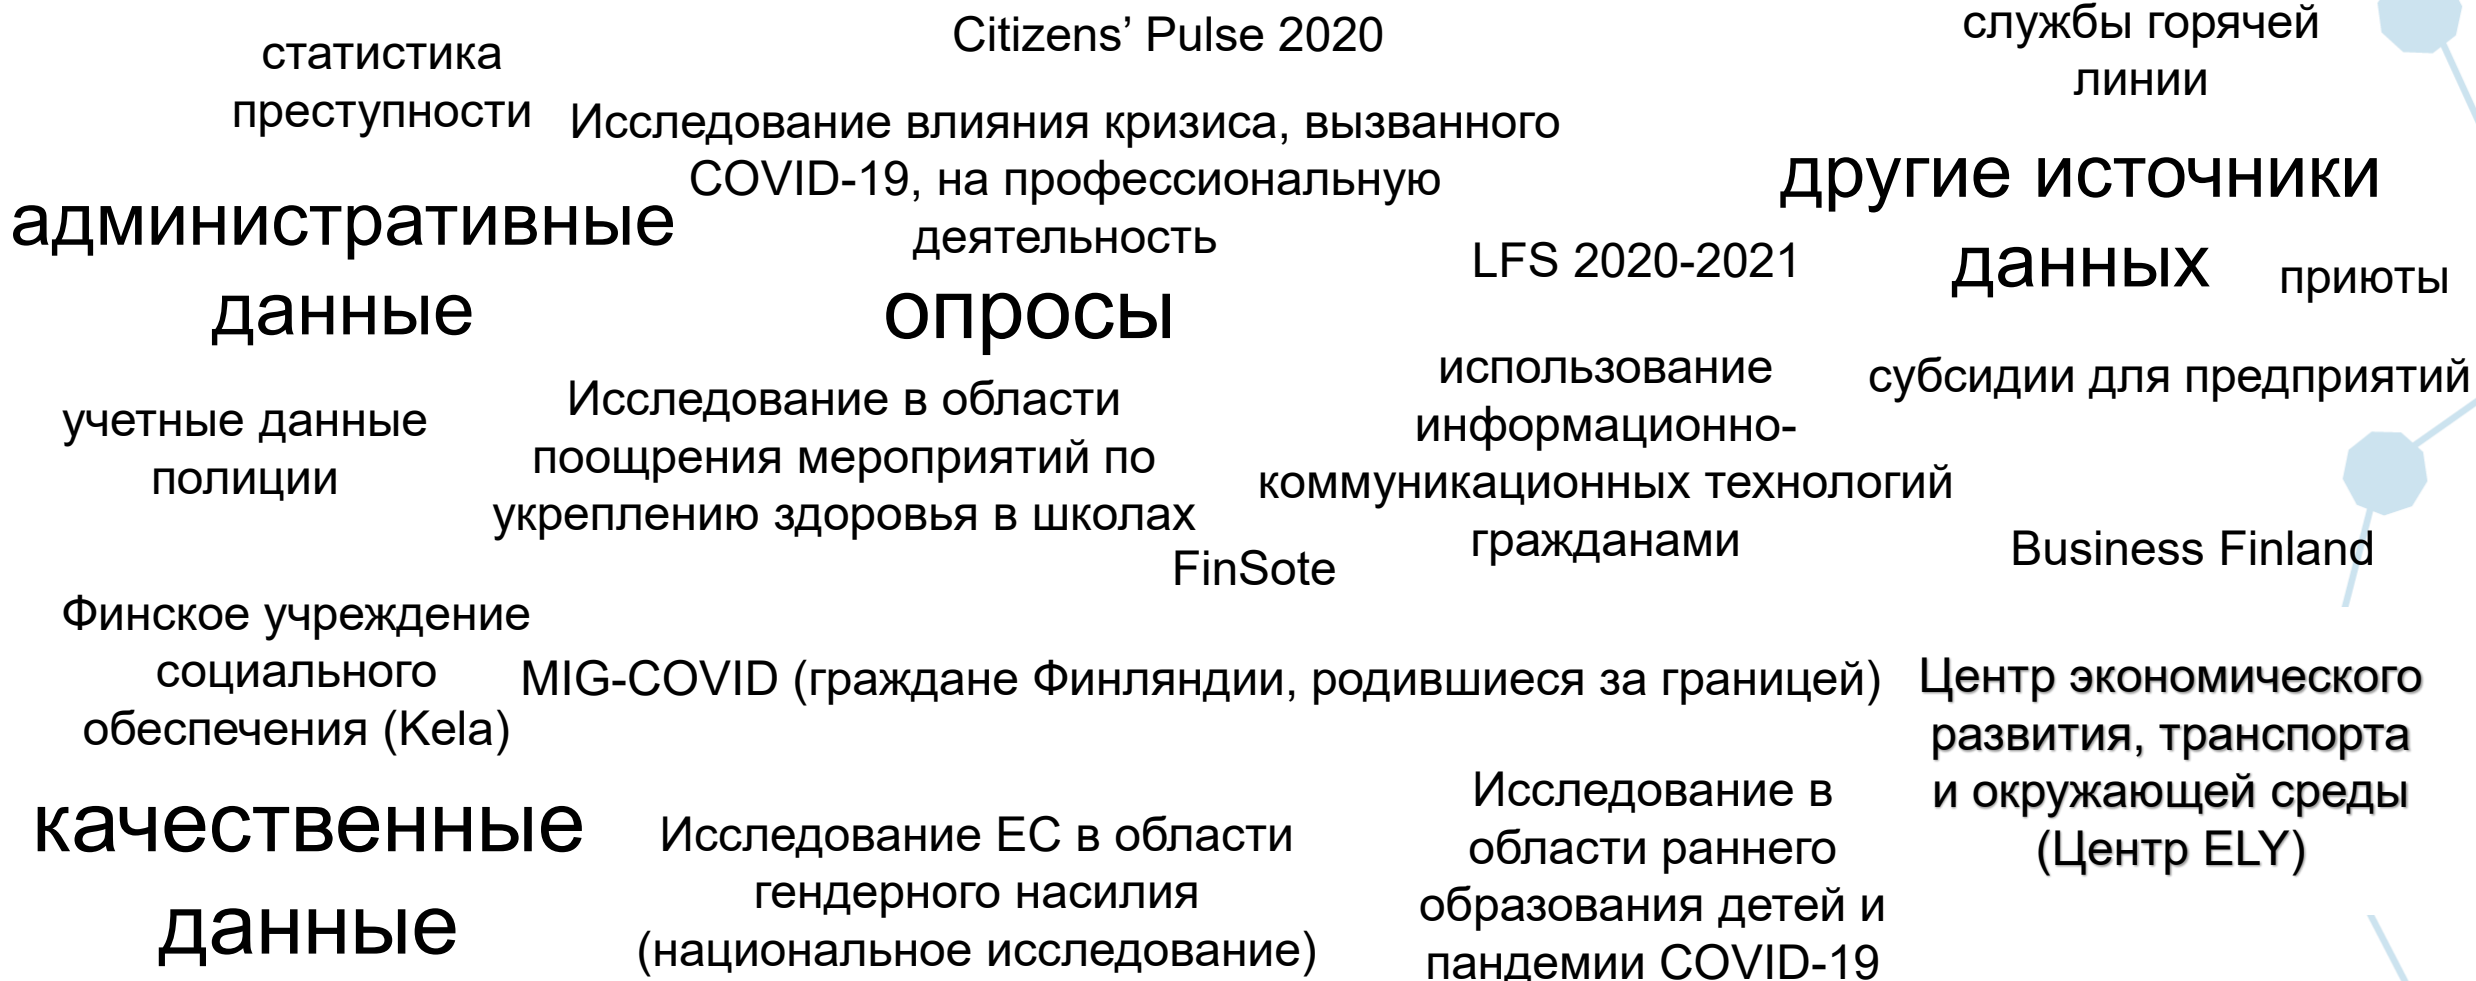 статистика
преступности
Citizens’ Pulse 2020
службы горячей
линии
Исследование влияния кризиса, вызванного
COVID-19, на профессиональную
деятельность
административные
данные
опросы
LFS 2020-2021
другие источники
данных
приюты
учетные данные
полиции
Исследование в области
поощрения мероприятий по
укреплению здоровья в школах
использование
информационно-
коммуникационных технологий
гражданами
субсидии для предприятий
FinSote
Business Finland
Финское учреждение
социального
обеспечения (Kela)
MIG-COVID (граждане Финляндии, родившиеся за границей)
Центр экономического
развития, транспорта
и окружающей среды
(Центр ELY)
качественные
данные
Исследование ЕС в области
гендерного насилия
(национальное исследование)
Исследование в
области раннего
образования детей и
пандемии COVID-19